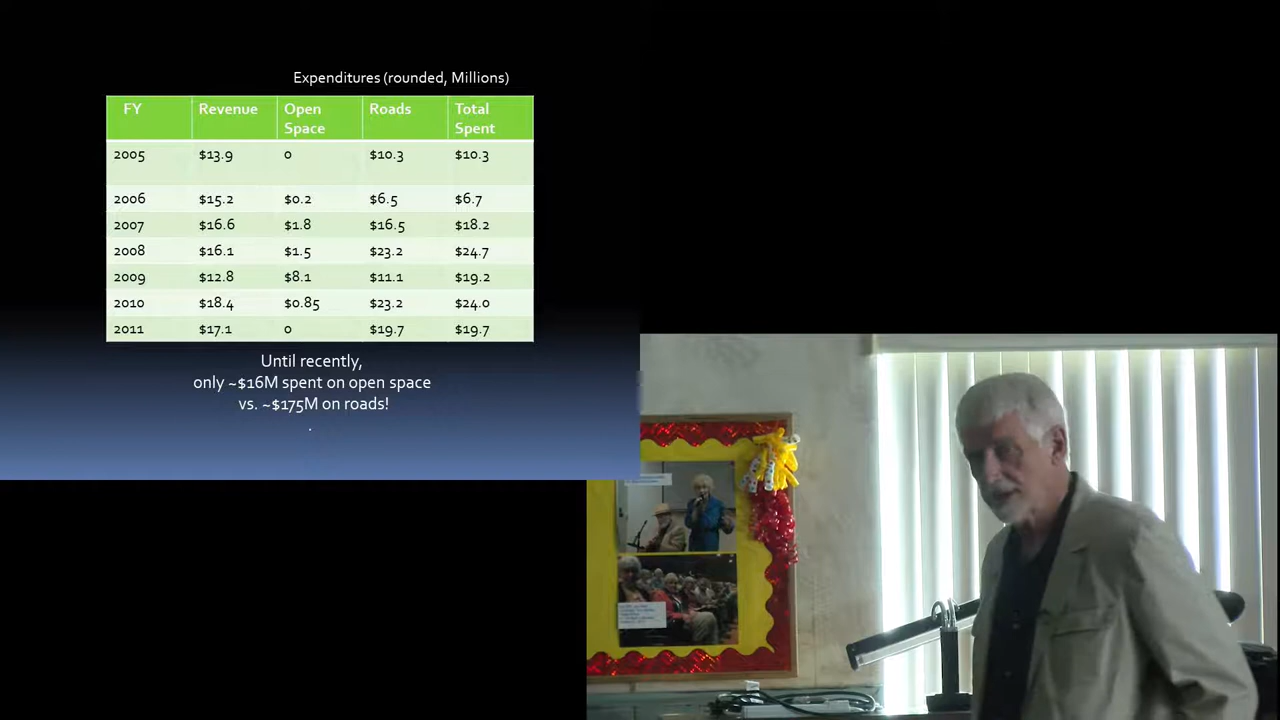 Expenditures (rounded, Millions)
FY Revenue Open Space Roads Total Spent
2005 $13.9 0 $10.3 $10.3
2006 $15.2 $0.2 $6.5 $6.7
2007 $16.6 $1.8 $16.5 $18.2
2008 $16.1 $1.5 $23.2 $24.7
2009 $12.8 $8.1 $11.1 $19.2
2010 $18.4 $0.85 $23.2 $24.0
2011 $17.1 0 $19.7 $19.7
Until recently,
only ~$16M spent on open space
vs. ~$175M on roads!
.